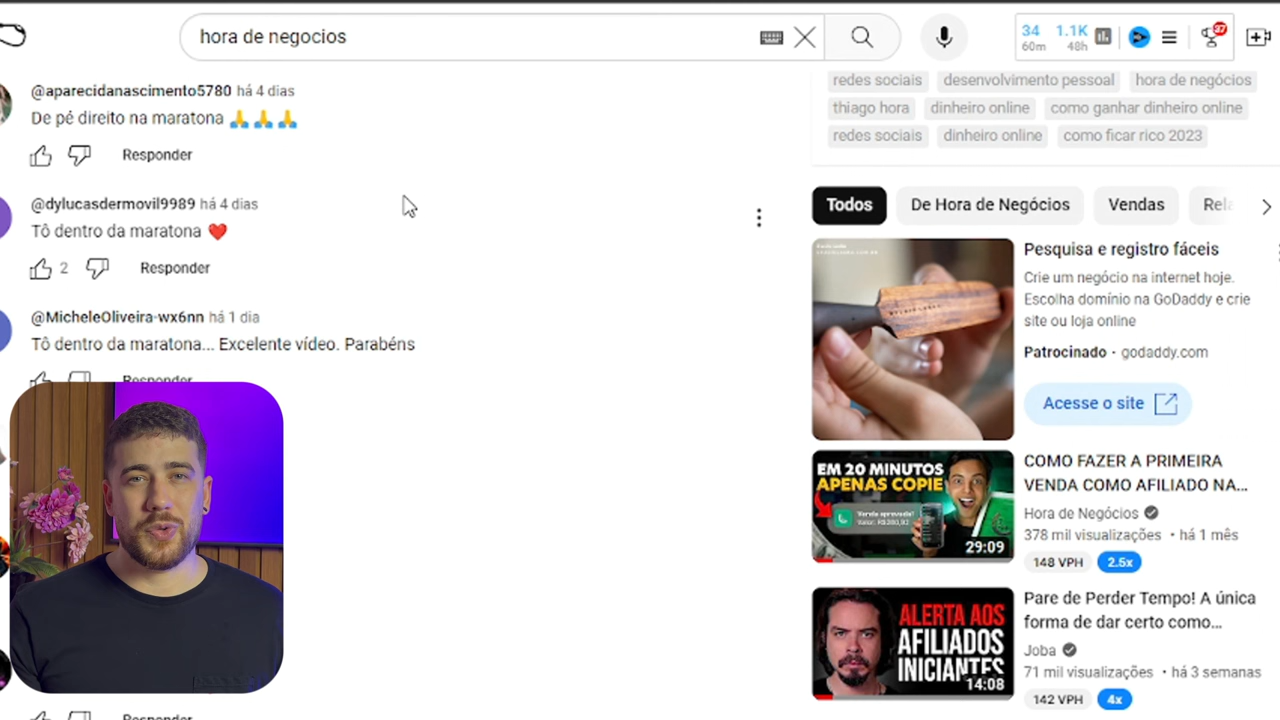 hora de negocios
34
60m
1.1K
48h
37
@aparecidanascimento5780 há 4 dias
De pé direito na maratona 🙏🙏🙏
Responder
@dylucasdermovil9989 há 4 dias
Tô dentro da maratona ❤️
2
Responder
@MicheleOliveira-wx6nn há 1 dia
Tô dentro da maratona... Excelente vídeo. Parabéns
Responder
Responder
redes sociais
desenvolvimento pessoal
hora de negócios
thiago hora
dinheiro online
como ganhar dinheiro online
redes sociais
dinheiro online
como ficar rico 2023
Todos
De Hora de Negócios
Vendas
Rela
Pesquisa e registro fáceis
Crie um negócio na internet hoje.
Escolha domínio na GoDaddy e crie
site ou loja online
Patrocinado · godaddy.com
Acesse o site
EM 20 MINUTOS
APENAS COPIE
Venda aprovada!
29:09
COMO FAZER A PRIMEIRA
VENDA COMO AFILIADO NA...
Hora de Negócios
378 mil visualizações • há 1 mês
148 VPH
2.5x
ALERTA AOS
AFILIADOS
INICIANTES
14:08
Pare de Perder Tempo! A única
forma de dar certo como...
Joba
71 mil visualizações • há 3 semanas
142 VPH
4x